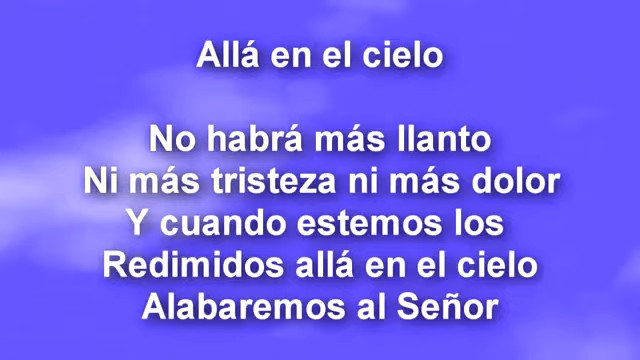 Allá en el cielo
No habrá más llanto
Ni más tristeza ni más dolor
Y cuando estemos los
Redimidos allá en el cielo
Alabaremos al Señor